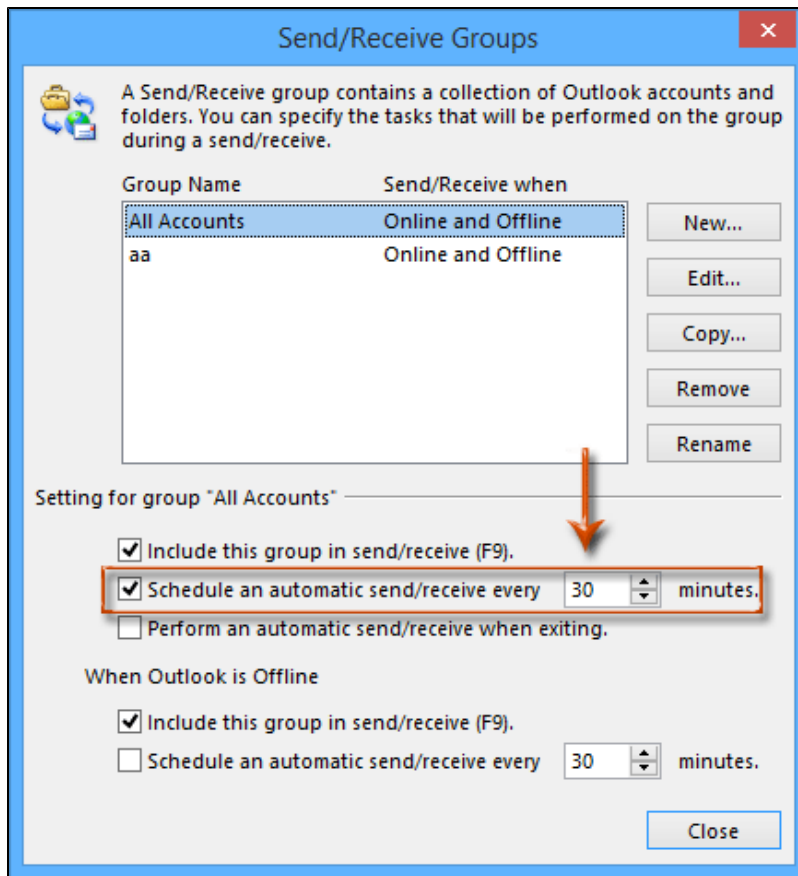 Send/Receive Groups
A Send/Receive group contains a collection of Outlook accounts and
folders. You can specify the tasks that will be performed on the group
during a send/receive.
Group Name Send/Receive when
All Accounts Online and Offline
aa Online and Offline
New...
Edit...
Copy...
Remove
Rename
Setting for group "All Accounts"
Include this group in send/receive (F9).
Schedule an automatic send/receive every 30 minutes.
Perform an automatic send/receive when exiting.
When Outlook is Offline
Include this group in send/receive (F9).
Schedule an automatic send/receive every 30 minutes.
Close